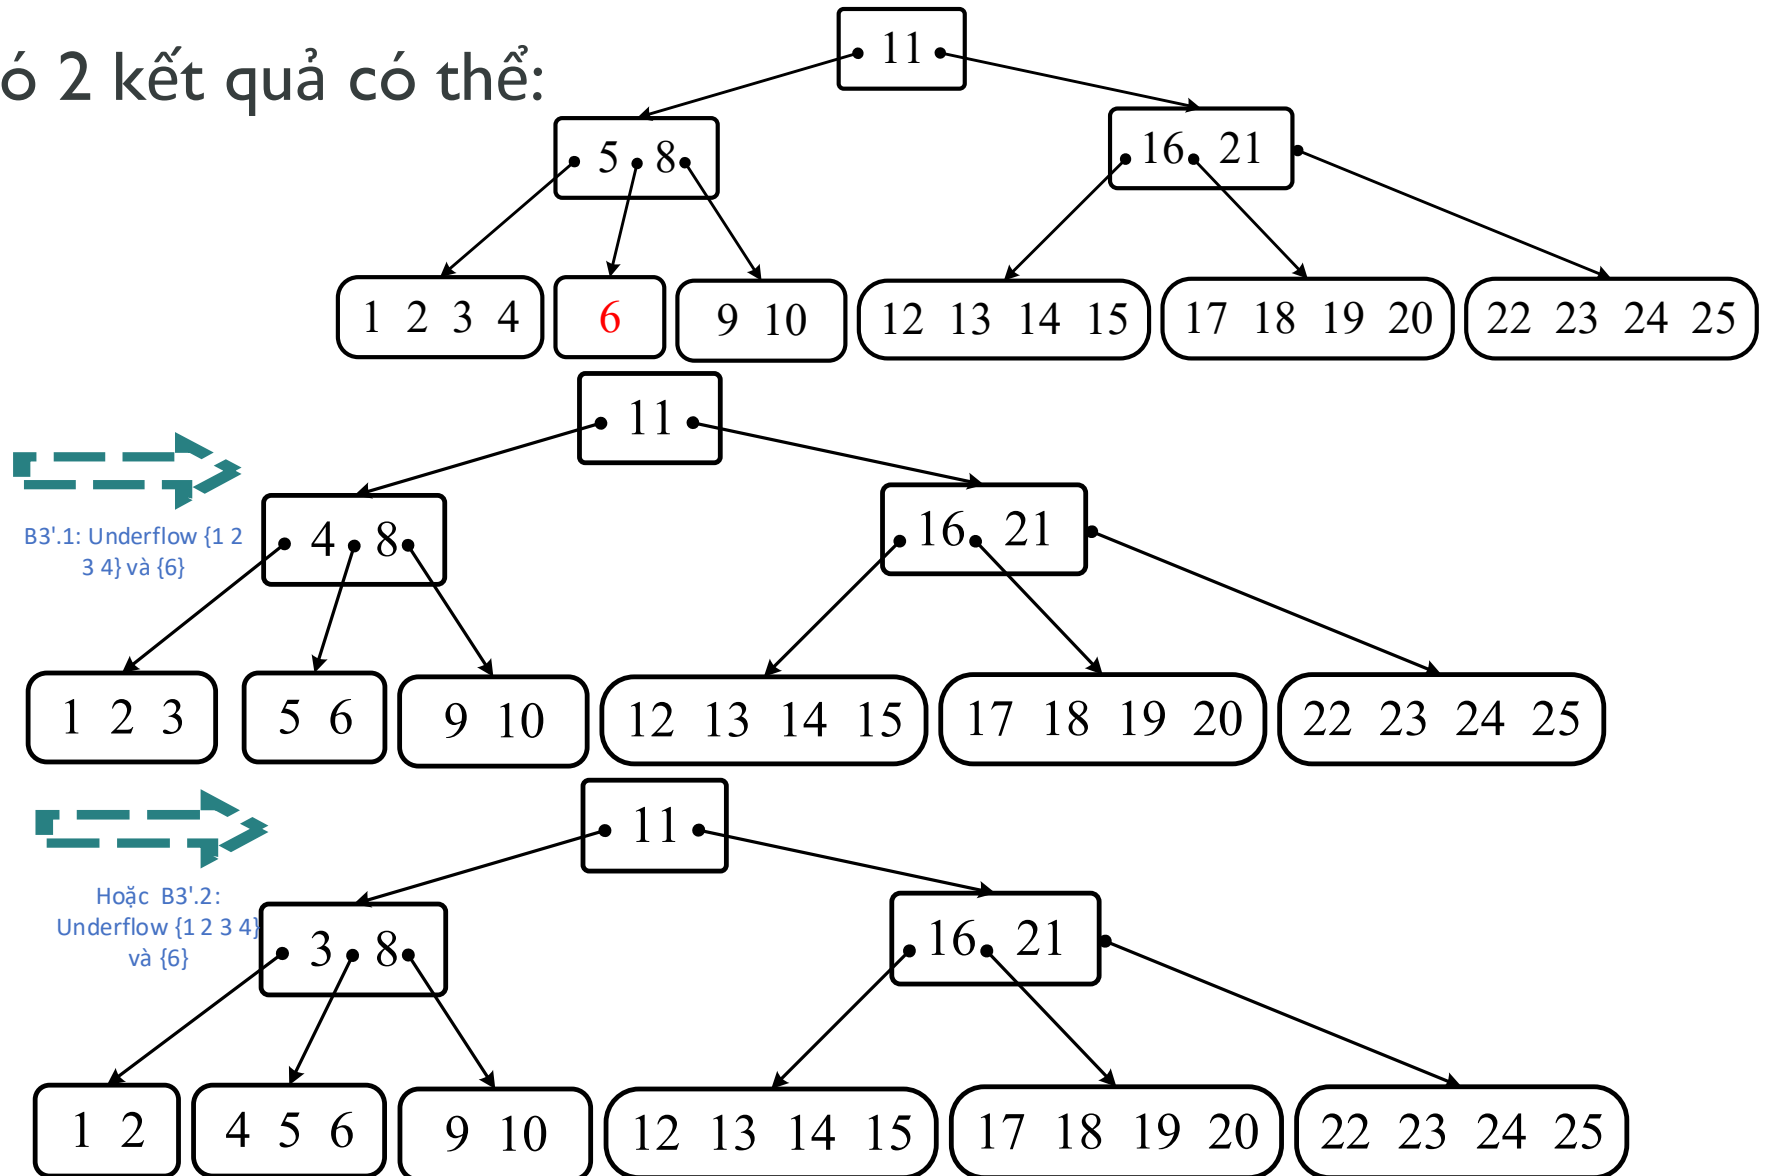 ó 2 kết quả có thể:
11
5 8
16 21
1 2 3 4
6
9 10
12 13 14 15
17 18 19 20
22 23 24 25
B3'.1: Underflow {1 2
3 4} và {6}
11
4 8
16 21
1 2 3
5 6
9 10
12 13 14 15
17 18 19 20
22 23 24 25
Hoặc B3'.2:
Underflow {1 2 3 4}
và {6}
11
3 8
16 21
1 2
4 5 6
9 10
12 13 14 15
17 18 19 20
22 23 24 25